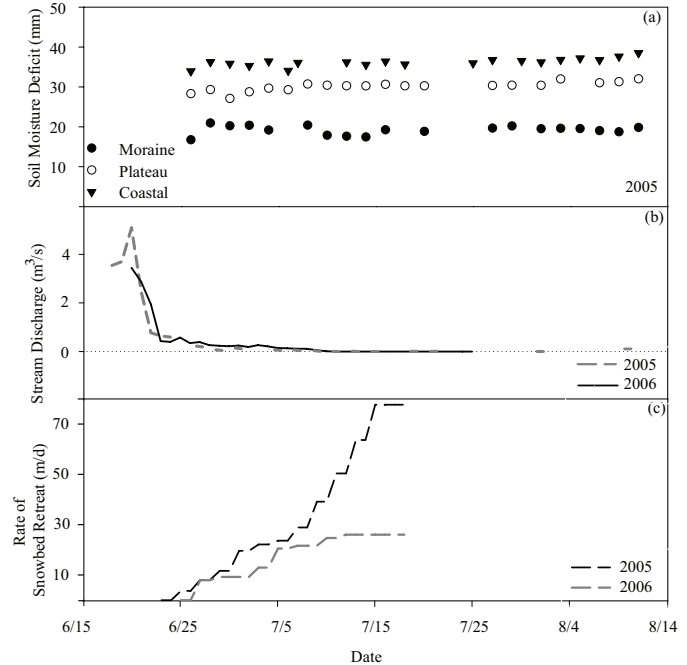 50
(a)
40
30
20
10
Soil Moisture Deficit (mm)
Moraine
Plateau
Coastal
2005
(b)
4
2
0
Stream Discharge (m³/s)
2005
2006
(c)
70
50
30
10
Rate of
Snowbed Retreat (m/d)
2005
2006
6/15 6/25 7/5 7/15 7/25 8/4 8/14
Date